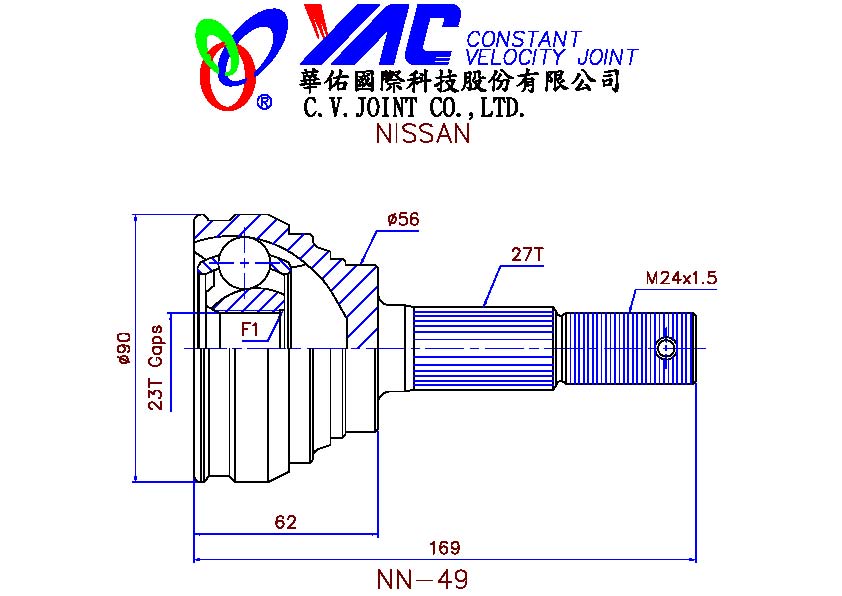 YAC CONSTANT
VELOCITY JOINT
®
華佑國際科技股份有限公司
C.V.JOINT CO.,LTD.
NISSAN
ø56
27T
M24x1.5
F1
ø90
23T Gaps
62
169
NN-49